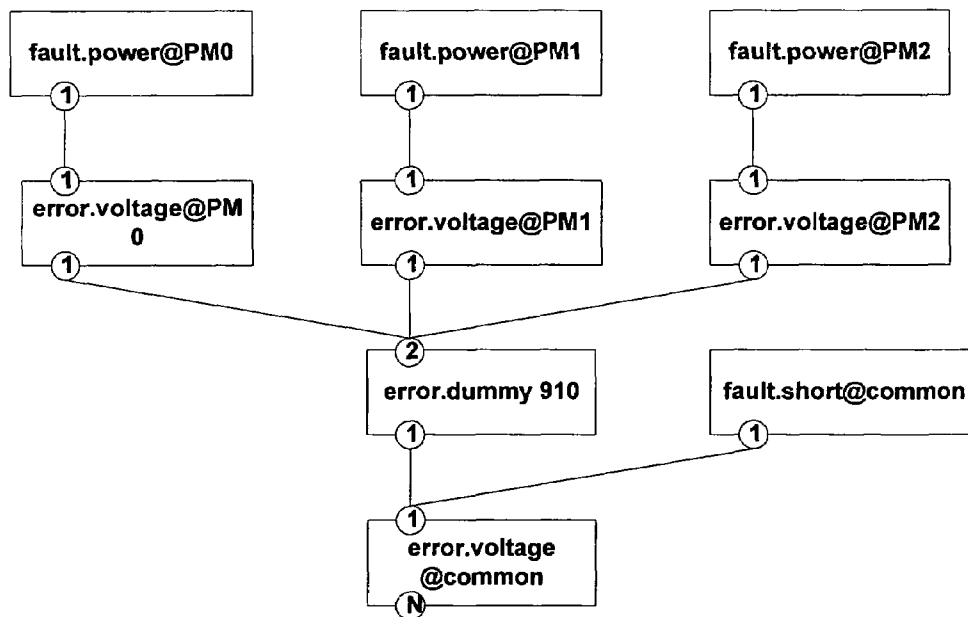 fault.power@PM0
fault.power@PM1
fault.power@PM2
1
1
1
1
1
1
error.voltage@PM
0
error.voltage@PM1
error.voltage@PM2
1
1
1
2
error.dummy 910
fault.short@common
1
1
1
error.voltage
@common
N